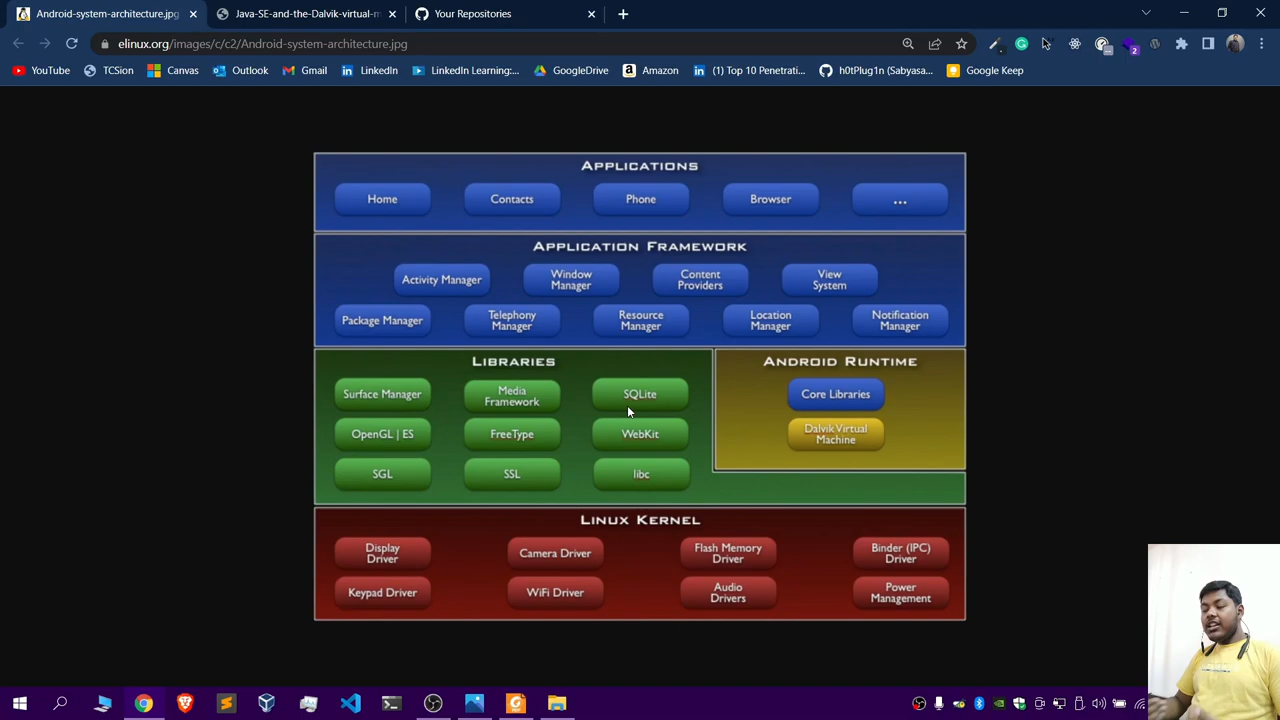 Android-system-architecture.jpg
Java-SE-and-the-Dalvik-virtual-m
Your Repositories
elinux.org/images/c/c2/Android-system-architecture.jpg
2
YouTube
TCSion
Canvas
Outlook
Gmail
LinkedIn
LinkedIn Learning:...
GoogleDrive
Amazon
(1) Top 10 Penetrati...
h0tPlug1n (Sabyasa...
Google Keep
APPLICATIONS
Home
Contacts
Phone
Browser
...
APPLICATION FRAMEWORK
Activity Manager
Window
Manager
Content
Providers
View
System
Package Manager
Telephony
Manager
Resource
Manager
Location
Manager
Notification
Manager
LIBRARIES
Surface Manager
Media
Framework
SQLite
OpenGL | ES
FreeType
WebKit
SGL
SSL
libc
ANDROID RUNTIME
Core Libraries
Dalvik Virtual
Machine
LINUX KERNEL
Display
Driver
Camera Driver
Flash Memory
Driver
Binder (IPC)
Driver
Keypad Driver
WiFi Driver
Audio
Drivers
Power
Management